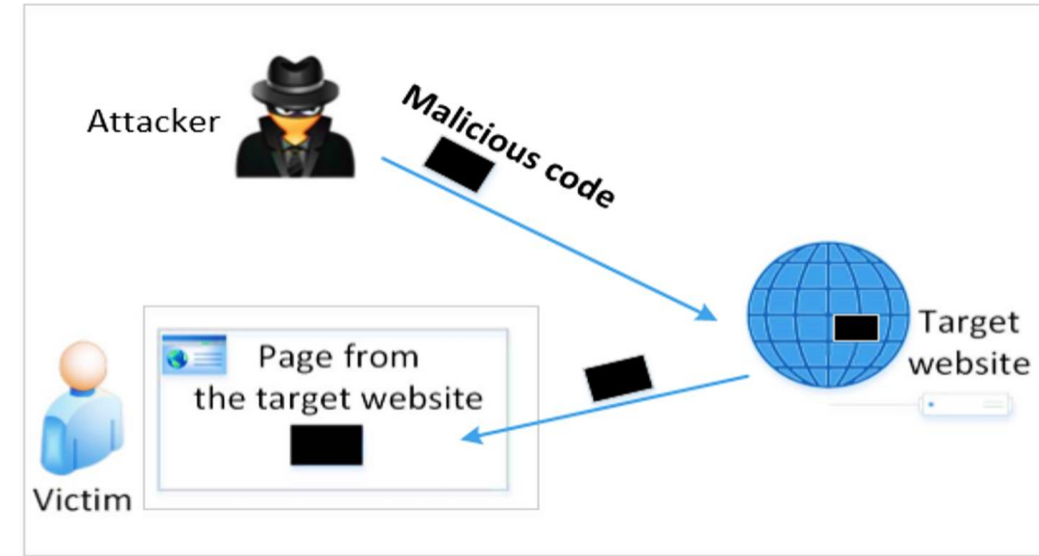 Attacker
Malicious code
Target
website
Page from
the target website
Victim